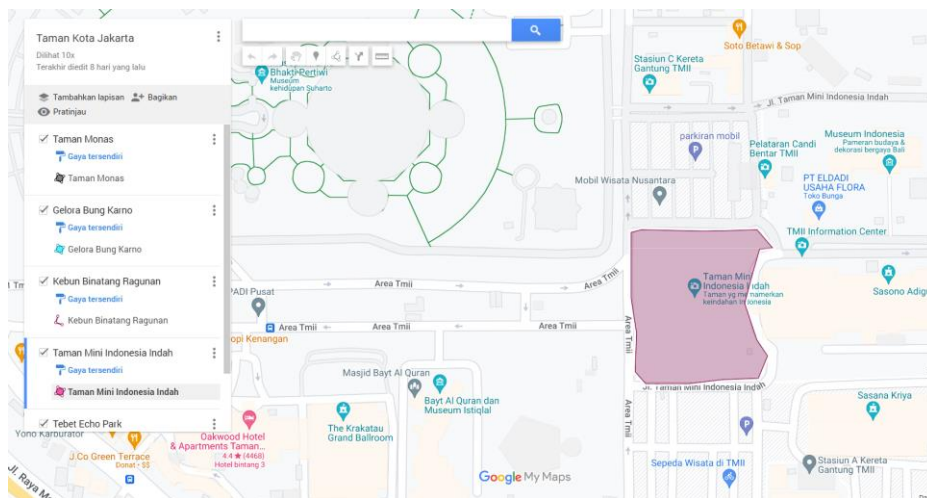 Taman Kota Jakarta
Dilihat 10x
Terakhir diedit 8 hari yang lalu
Tambahkan lapisan
Bagikan
Pratinjau
Taman Monas
Gaya tersendiri
Taman Monas
Gelora Bung Karno
Gaya tersendiri
Gelora Bung Karno
Kebun Binatang Ragunan
Gaya tersendiri
Kebun Binatang Ragunan
Taman Mini Indonesia Indah
Gaya tersendiri
Taman Mini Indonesia Indah
Tebet Echo Park
Bhakti Pertiwi
Museum
kehidupan Suharto
Soto Betawi & Sop
Stasiun C Kereta
Gantung TMII
Jl. Taman Mini Indonesia Indah
parkiran mobil
P
Pelataran Candi
Bentar TMII
Museum Indonesia
Pameran budaya &
dekorasi bergaya Bali
Mobil Wisata Nusantara
PT ELDADI
USAHA FLORA
Toko Bunga
TMII Information Center
Taman Mini
Indonesia Indah
Taman yg memamerkan
keindahan Indonesia
Sasono Adig
Area Tmii
Area Tmii
PADI Pusat
Area Tmii
Area Tmii
Area Tmii
Area Tmii
opi Kenangan
Masjid Bayt Al Quran
Bayt Al Quran dan
Museum Istiqlal
Jl. Taman Mini Indonesia Indah
Sasana Kriya
Area Tmii
P
The Krakatau
Grand Ballroom
Oakwood Hotel
& Apartments Taman...
4.4 ★ (4468)
Hotel bintang 3
Yono Karburator
J.Co Green Terrace
Donat · $$
Jl. Raya
Google My Maps
Sepeda Wisata di TMII
Stasiun A Kereta
Gantung TMII